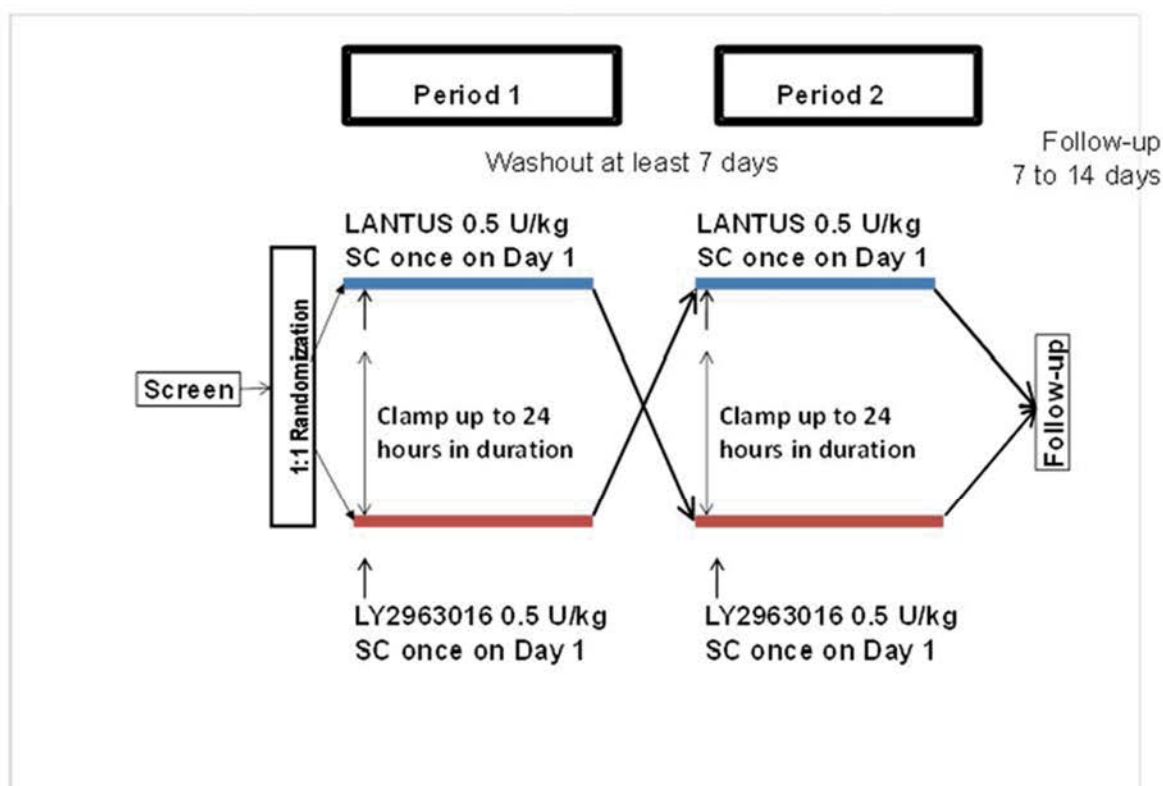 Period 1
Period 2
Washout at least 7 days
Follow-up
7 to 14 days
LANTUS 0.5 U/kg
SC once on Day 1
LANTUS 0.5 U/kg
SC once on Day 1
Screen
1:1 Randomization
Clamp up to 24
hours in duration
Clamp up to 24
hours in duration
Follow-up
LY2963016 0.5 U/kg
SC once on Day 1
LY2963016 0.5 U/kg
SC once on Day 1